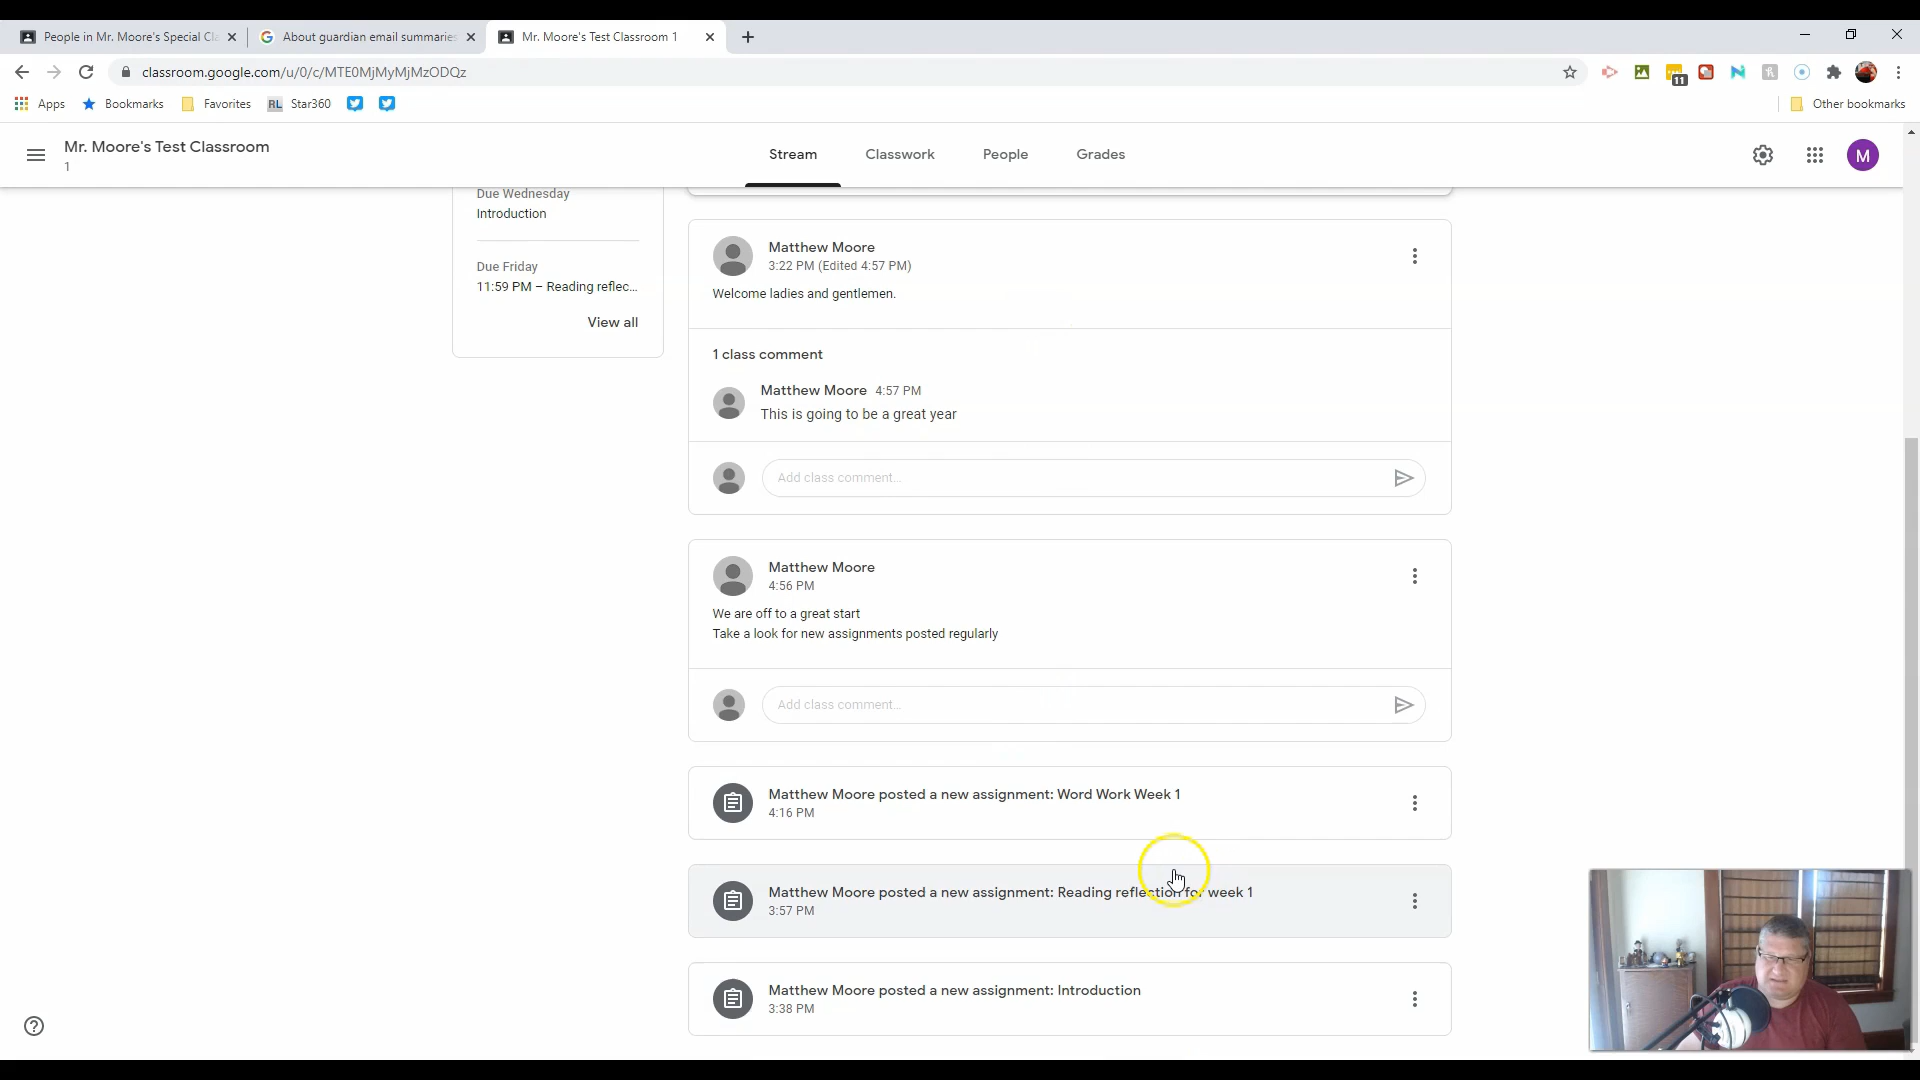 People in Mr. Moore's Special Cl
About guardian email summaries
Mr. Moore's Test Classroom 1
classroom.google.com/u/0/c/MTE0MjMyMjMzODQz
11
Apps
Bookmarks
Favorites
RL Star360
Other bookmarks
Mr. Moore's Test Classroom
1
Stream
Classwork
People
Grades
M
Due Wednesday
Introduction
Due Friday
11:59 PM – Reading reflec...
View all
Matthew Moore
3:22 PM (Edited 4:57 PM)
Welcome ladies and gentlemen.
1 class comment
Matthew Moore 4:57 PM
This is going to be a great year
Add class comment...
Matthew Moore
4:56 PM
We are off to a great start
Take a look for new assignments posted regularly
Add class comment...
Matthew Moore posted a new assignment: Word Work Week 1
4:16 PM
Matthew Moore posted a new assignment: Reading reflection for week 1
3:57 PM
Matthew Moore posted a new assignment: Introduction
3:38 PM